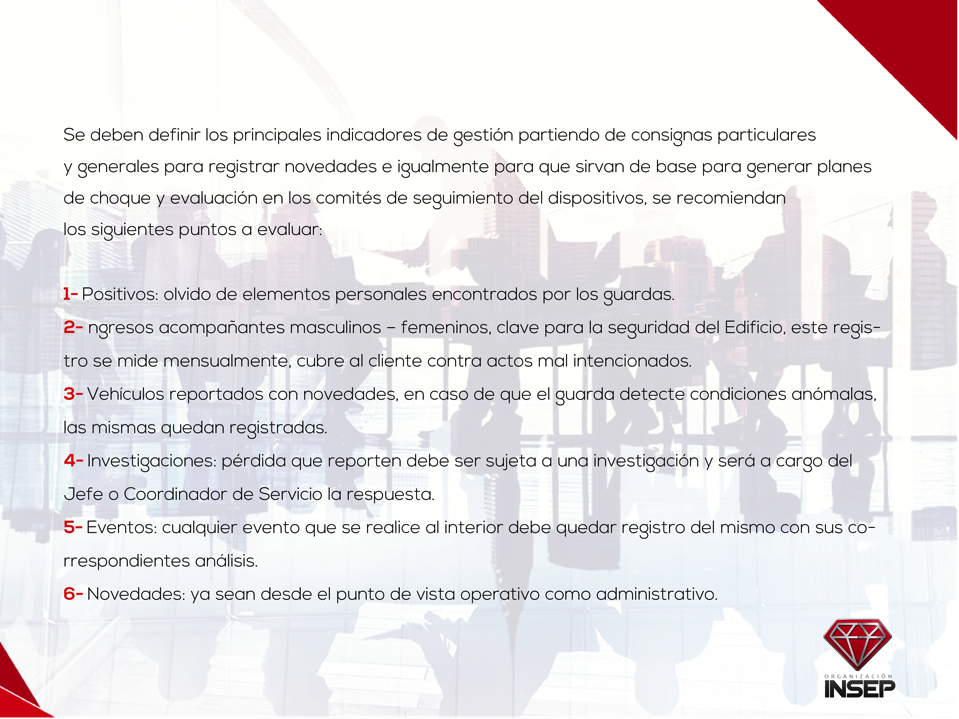 Se deben definir los principales indicadores de gestión partiendo de consignas particulares
y generales para registrar novedades e igualmente para que sirvan de base para generar planes
de choque y evaluación en los comités de seguimiento del dispositivos, se recomiendan
los siguientes puntos a evaluar:
1- Positivos: olvido de elementos personales encontrados por los guardas.
2- ngresos acompañantes masculinos – femeninos, clave para la seguridad del Edificio, este regis-
tro se mide mensualmente, cubre al cliente contra actos mal intencionados.
3- Vehículos reportados con novedades, en caso de que el guarda detecte condiciones anómalas,
las mismas quedan registradas.
4- Investigaciones: pérdida que reporten debe ser sujeta a una investigación y será a cargo del
Jefe o Coordinador de Servicio la respuesta.
5- Eventos: cualquier evento que se realice al interior debe quedar registro del mismo con sus co-
rrespondientes análisis.
6- Novedades: ya sean desde el punto de vista operativo como administrativo.
ORGANIZACIÓN
INSEP